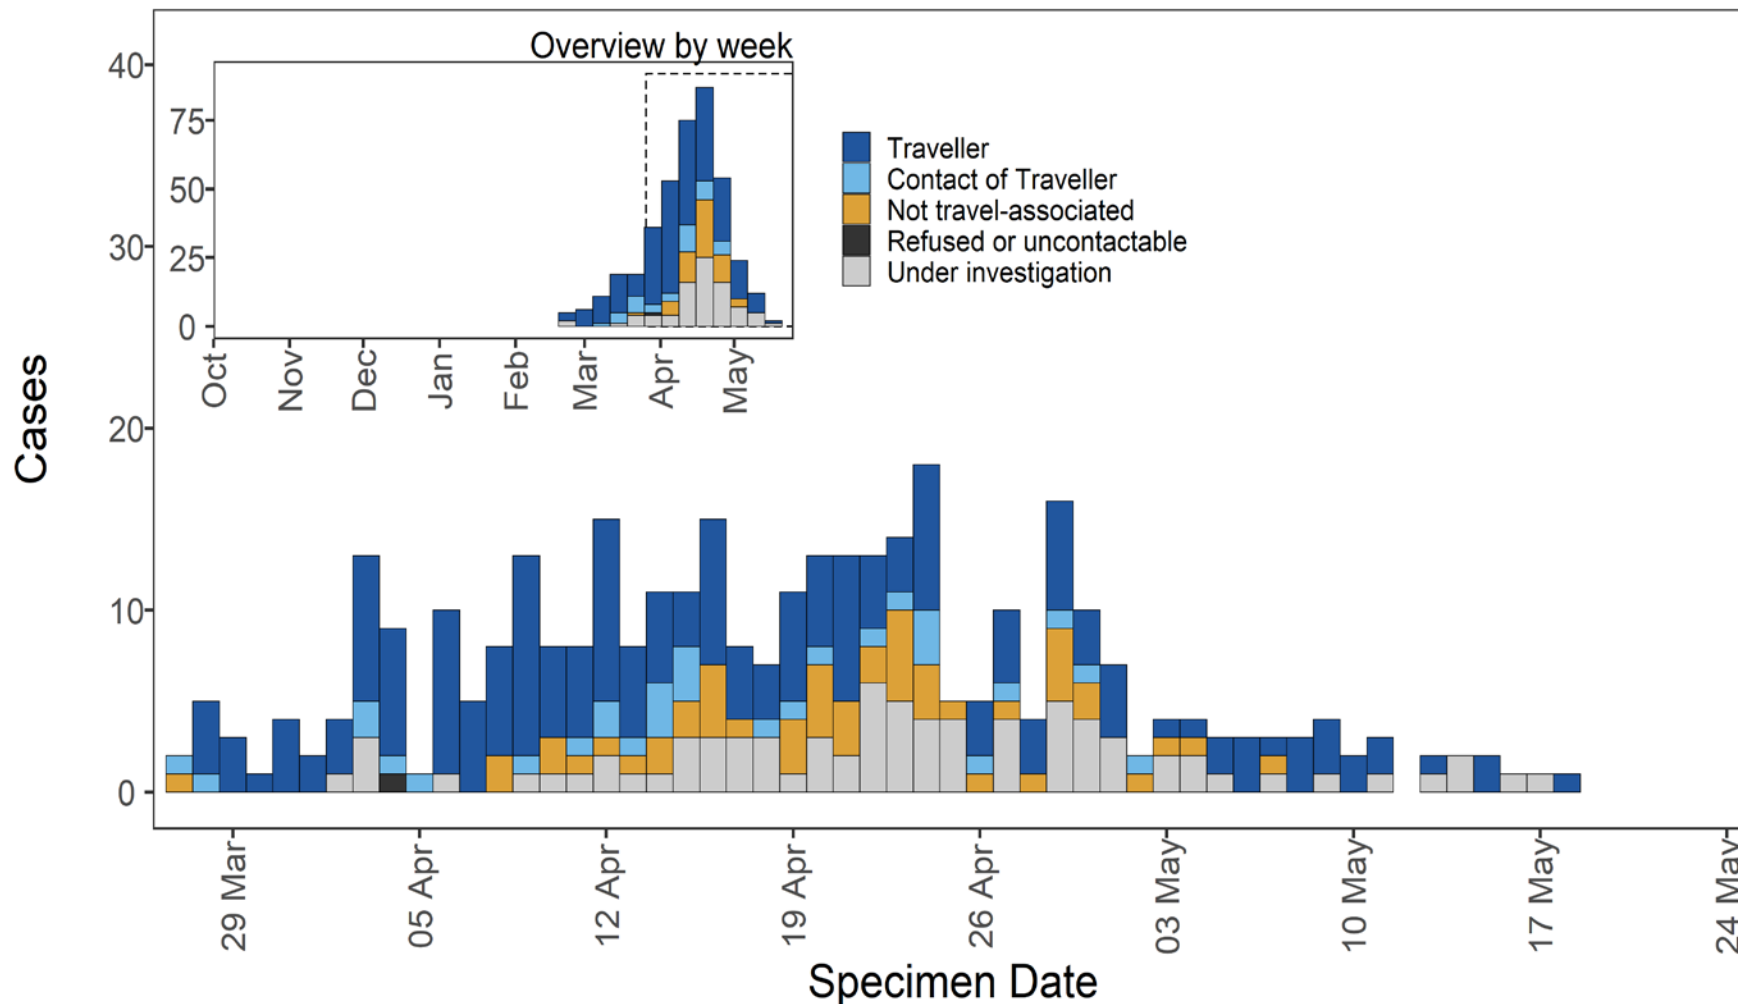 Overview by week
75
50
25
0
Oct
Nov
Dec
Jan
Feb
Mar
Apr
May
Traveller
Contact of Traveller
Not travel-associated
Refused or uncontactable
Under investigation
Cases
40
30
20
10
0
29 Mar
05 Apr
12 Apr
19 Apr
26 Apr
03 May
10 May
17 May
24 May
Specimen Date